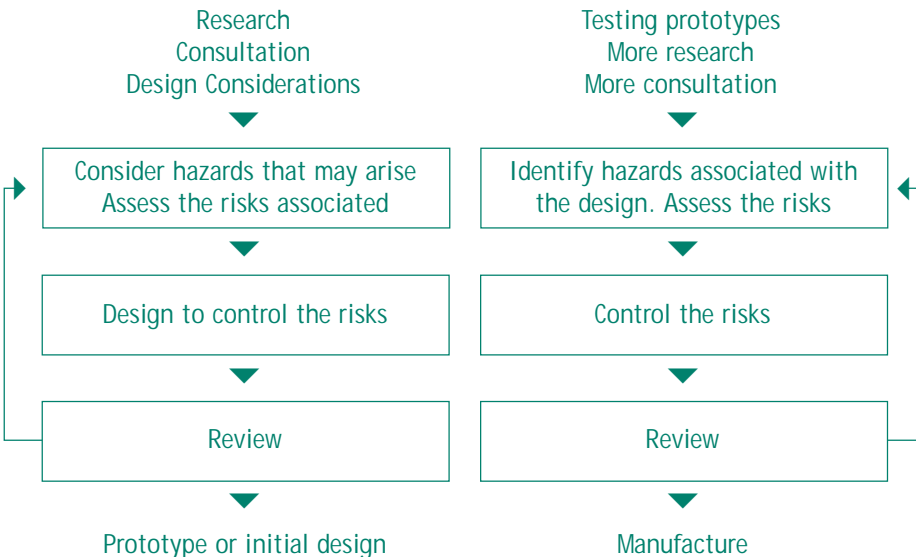 Research
Consultation
Design Considerations
Consider hazards that may arise
Assess the risks associated
Design to control the risks
Review
Prototype or initial design
Testing prototypes
More research
More consultation
Identify hazards associated with
the design. Assess the risks
Control the risks
Review
Manufacture